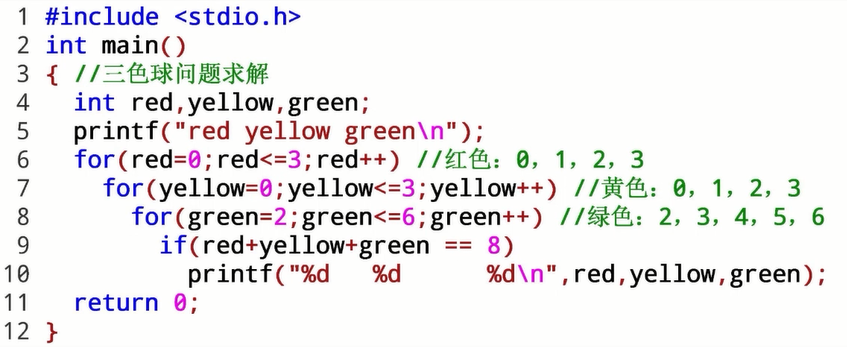 1 #include <stdio.h>
2 int main()
3 { //三色球问题求解
4   int red,yellow,green;
5   printf("red yellow green\n");
6   for(red=0;red<=3;red++) //红色：0，1，2，3
7     for(yellow=0;yellow<=3;yellow++) //黄色：0，1，2，3
8       for(green=2;green<=6;green++) //绿色：2，3，4，5，6
9         if(red+yellow+green == 8)
10           printf("%d   %d      %d\n",red,yellow,green);
11   return 0;
12 }